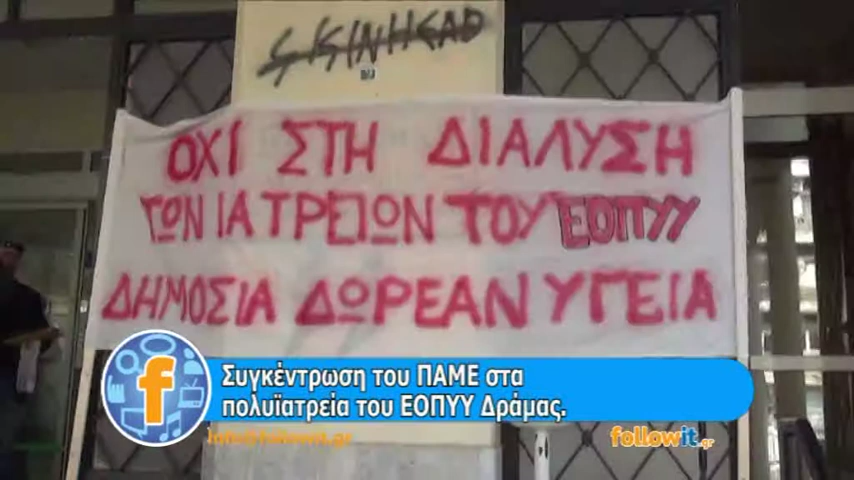 SKINHEAD
ΟΧΙ ΣΤΗ ΔΙΑΛΥΣΗ
ΤΩΝ ΙΑΤΡΕΙΩΝ ΤΟΥ ΕΟΠΥΥ
ΔΗΜΟΣΙΑ ΔΩΡΕΑΝ ΥΓΕΙΑ
f
Συγκέντρωση του ΠΑΜΕ στα
πολυϊατρεία του ΕΟΠΥΥ Δράμας.
followit.gr